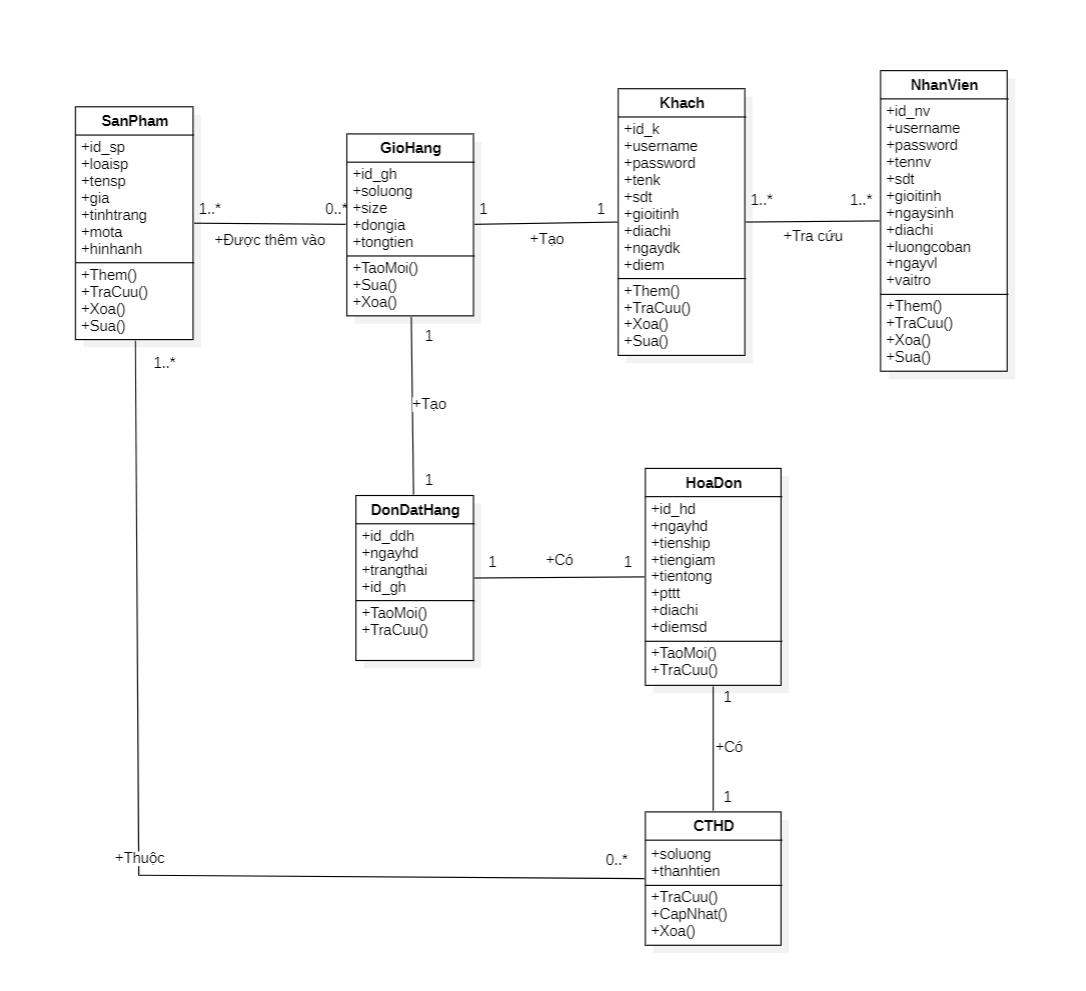 SanPham
+id_sp
+loaisp
+tensp
+gia
+tinhtrang
+mota
+hinhanh
+Them()
+TraCuu()
+Xoa()
+Sua()
1..*
0..*
+Được thêm vào
GioHang
+id_gh
+soluong
+size
+dongia
+tongtien
+TaoMoi()
+Sua()
+Xoa()
1
1
+Tạo
Khach
+id_k
+username
+password
+tenk
+sdt
+gioitinh
+diachi
+ngaydk
+diem
+Them()
+TraCuu()
+Xoa()
+Sua()
1..*
1..*
+Tra cứu
NhanVien
+id_nv
+username
+password
+tennv
+sdt
+gioitinh
+ngaysinh
+diachi
+luongcoban
+ngayvl
+vaitro
+Them()
+TraCuu()
+Xoa()
+Sua()
1..*
1
+Tạo
1
DonDatHang
+id_ddh
+ngayhd
+trangthai
+id_gh
+TaoMoi()
+TraCuu()
1
+Có
1
HoaDon
+id_hd
+ngayhd
+tienship
+tiengiam
+tientong
+pttt
+diachi
+diemsd
+TaoMoi()
+TraCuu()
1
+Có
1
+Thuộc
0..*
CTHD
+soluong
+thanhtien
+TraCuu()
+CapNhat()
+Xoa()